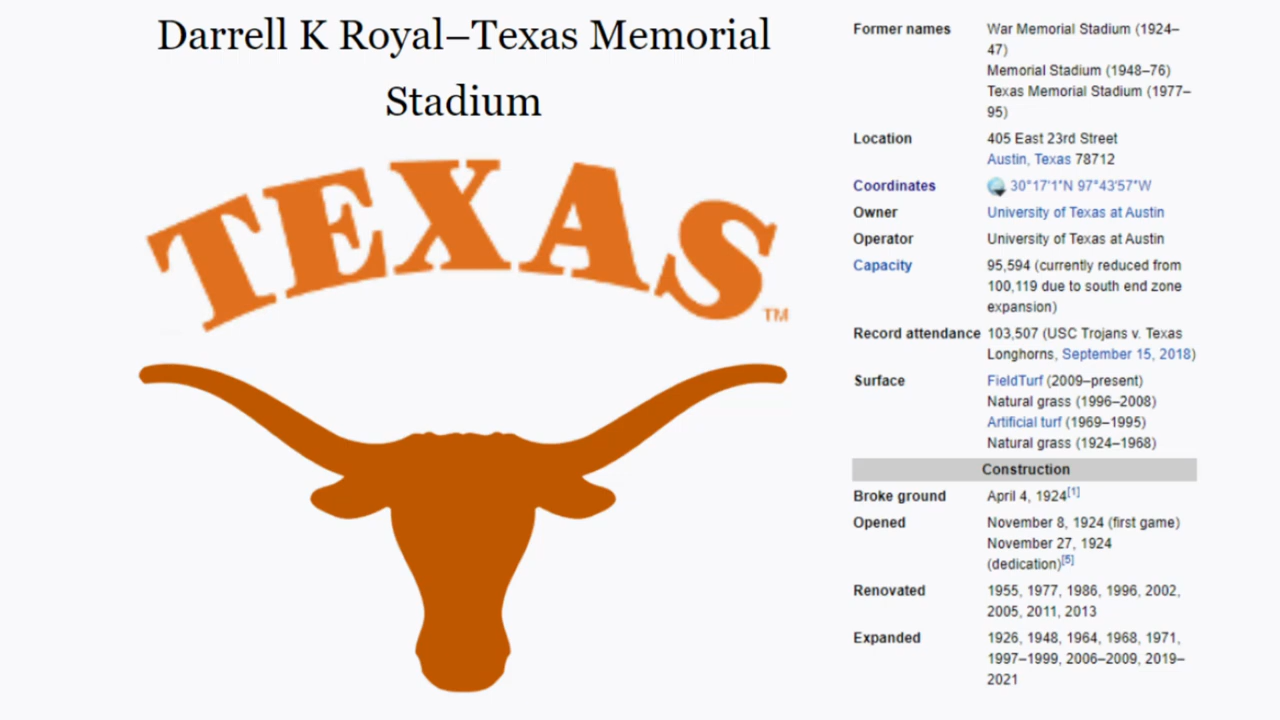 Darrell K Royal–Texas Memorial
Stadium
TEXAS
TM
Former names War Memorial Stadium (1924–
47)
Memorial Stadium (1948–76)
Texas Memorial Stadium (1977–
95)
Location 405 East 23rd Street
Austin, Texas 78712
Coordinates 30°17′1″N 97°43′57″W
Owner University of Texas at Austin
Operator University of Texas at Austin
Capacity 95,594 (currently reduced from
100,119 due to south end zone
expansion)
Record attendance 103,507 (USC Trojans v. Texas
Longhorns, September 15, 2018)
Surface FieldTurf (2009–present)
Natural grass (1996–2008)
Artificial turf (1969–1995)
Natural grass (1924–1968)
Construction
Broke ground April 4, 1924[1]
Opened November 8, 1924 (first game)
November 27, 1924
(dedication)[5]
Renovated 1955, 1977, 1986, 1996, 2002,
2005, 2011, 2013
Expanded 1926, 1948, 1964, 1968, 1971,
1997–1999, 2006–2009, 2019–
2021